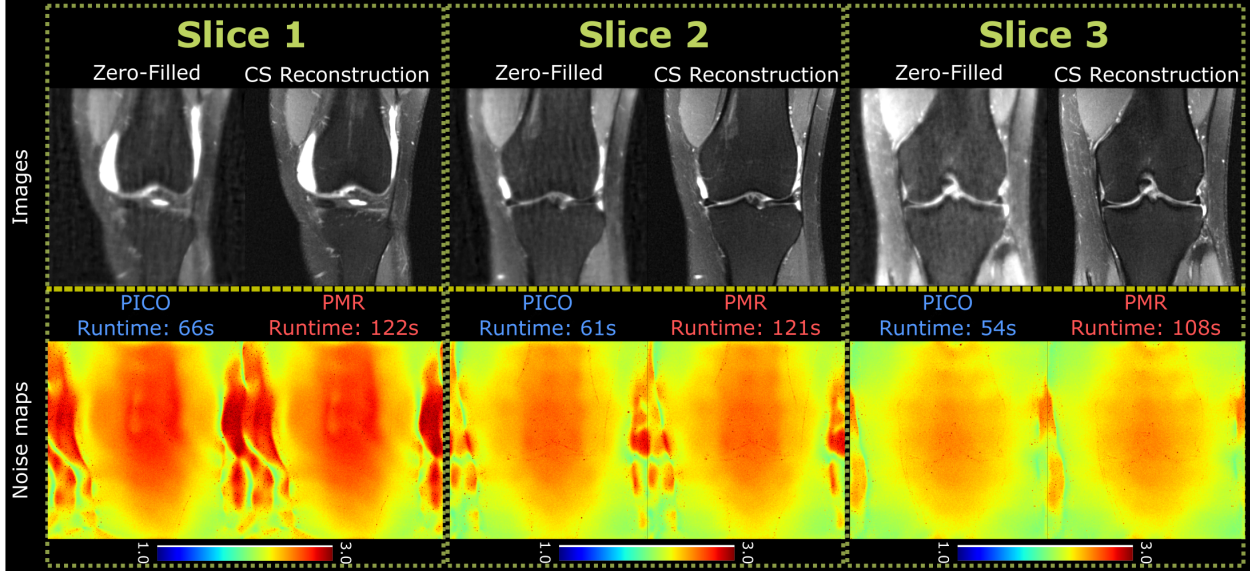 Slice 1
Slice 2
Slice 3
Zero-Filled
CS Reconstruction
Zero-Filled
CS Reconstruction
Zero-Filled
CS Reconstruction
Images
PICO
Runtime: 66s
PMR
Runtime: 122s
PICO
Runtime: 61s
PMR
Runtime: 121s
PICO
Runtime: 54s
PMR
Runtime: 108s
Noise maps
1.0
3.0
1.0
3.0
1.0
3.0